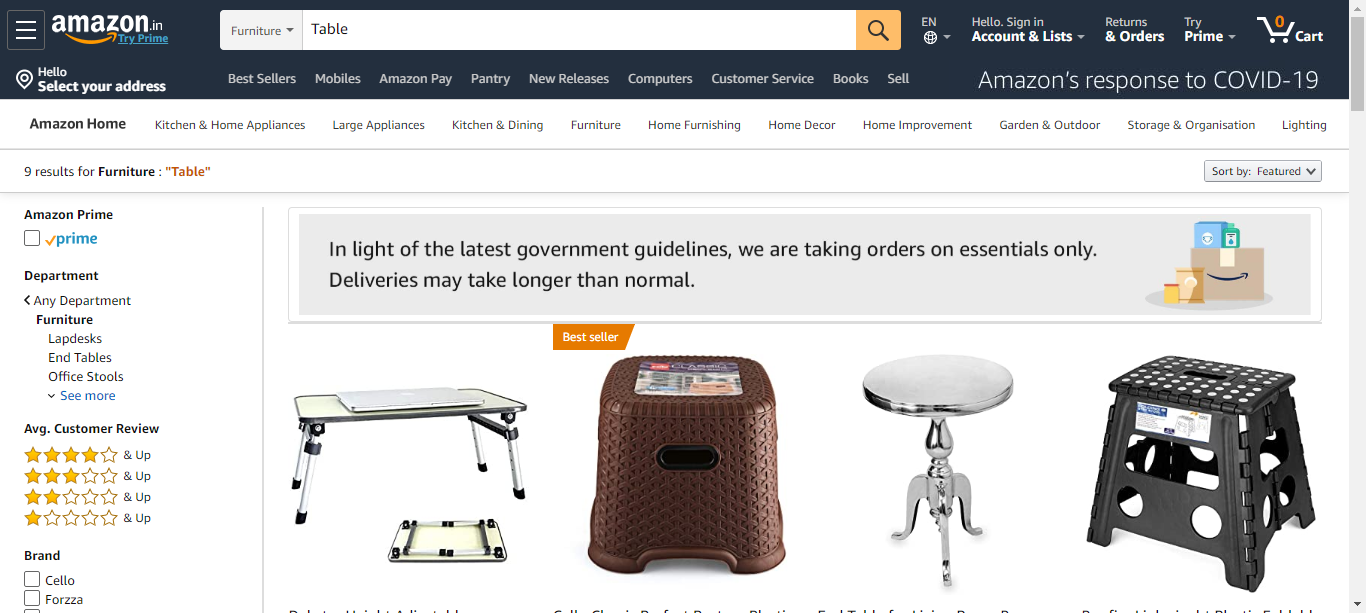 amazon.in
Try Prime
Furniture
Table
EN
Hello. Sign in
Account & Lists
Returns
& Orders
Try
Prime
0
Cart
Hello
Select your address
Best Sellers Mobiles Amazon Pay Pantry New Releases Computers Customer Service Books Sell
Amazon's response to COVID-19
Amazon Home Kitchen & Home Appliances Large Appliances Kitchen & Dining Furniture Home Furnishing Home Decor Home Improvement Garden & Outdoor Storage & Organisation Lighting
9 results for Furniture : "Table"
Sort by: Featured
Amazon Prime
prime
Department
Any Department
Furniture
Lapdesks
End Tables
Office Stools
See more
Avg. Customer Review
& Up
& Up
& Up
& Up
Brand
Cello
Forzza
In light of the latest government guidelines, we are taking orders on essentials only.
Deliveries may take longer than normal.
Best seller
CLASSIC